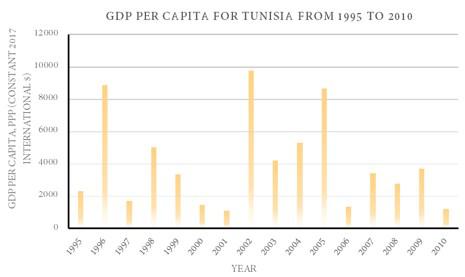 GDP PER CAPITA FOR TUNISIA FROM 1995 TO 2010
GDP PER CAPITA, PPP (CONSTANT 2017
INTERNATIONAL $)
12000
10000
8000
6000
4000
2000
0
1995 1996 1997 1998 1999 2000 2001 2002 2003 2004 2005 2006 2007 2008 2009 2010
YEAR